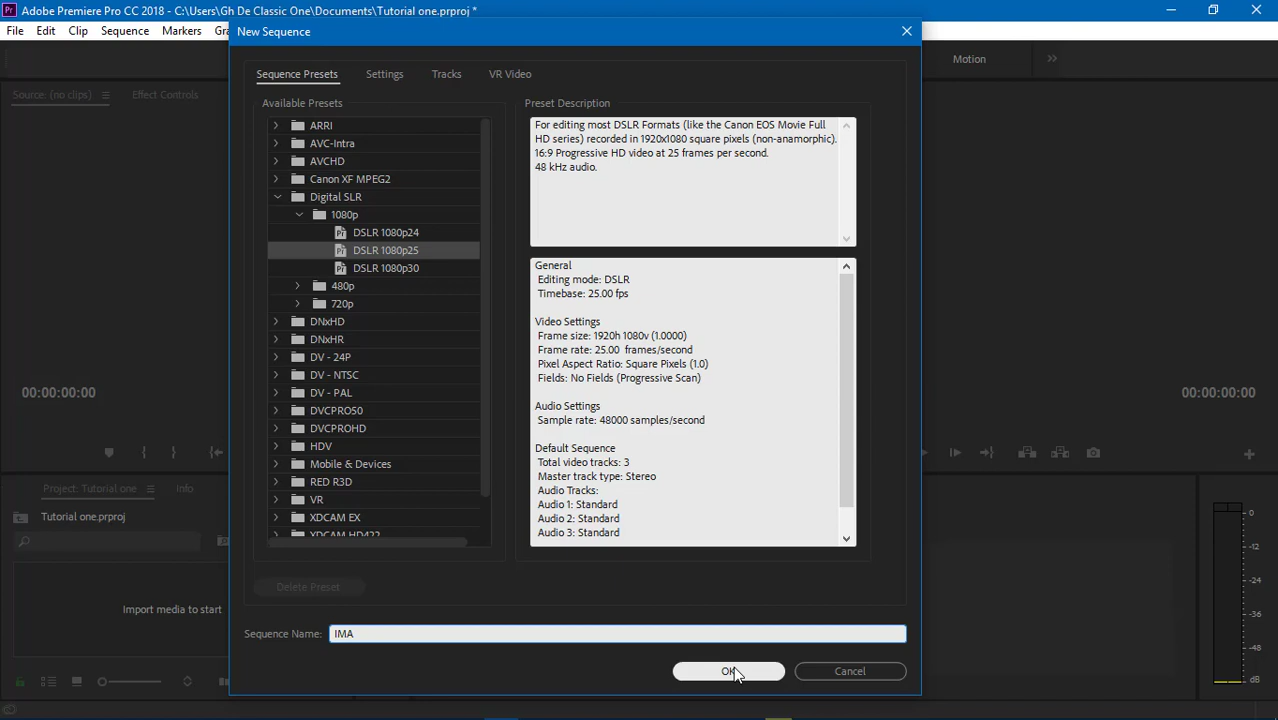 Adobe Premiere Pro CC 2018 - C:\Users\Gh De Classic One\Documents\Tutorial one.prproj *
File Edit Clip Sequence Markers Gra
New Sequence
Motion
Source: (no clips) Effect Controls
Sequence Presets Settings Tracks VR Video
Available Presets
ARRI
AVC-Intra
AVCHD
Canon XF MPEG2
Digital SLR
1080p
DSLR 1080p24
DSLR 1080p25
DSLR 1080p30
480p
720p
DNxHD
DNxHR
DV - 24P
DV - NTSC
DV - PAL
DVCPRO50
DVCPROHD
HDV
Mobile & Devices
RED R3D
VR
XDCAM EX
XDCAM HD422
Delete Preset
Preset Description
For editing most DSLR Formats (like the Canon EOS Movie Full
HD series) recorded in 1920x1080 square pixels (non-anamorphic).
16:9 Progressive HD video at 25 frames per second.
48 kHz audio.
General
Editing mode: DSLR
Timebase: 25.00 fps
Video Settings
Frame size: 1920h 1080v (1.0000)
Frame rate: 25.00 frames/second
Pixel Aspect Ratio: Square Pixels (1.0)
Fields: No Fields (Progressive Scan)
Audio Settings
Sample rate: 48000 samples/second
Default Sequence
Total video tracks: 3
Master track type: Stereo
Audio Tracks:
Audio 1: Standard
Audio 2: Standard
Audio 3: Standard
Sequence Name: IMA
OK Cancel
00:00:00:00
00:00:00:00
Project: Tutorial one Info
Tutorial one.prproj
Import media to start
0
-12
-24
-36
-48
dB